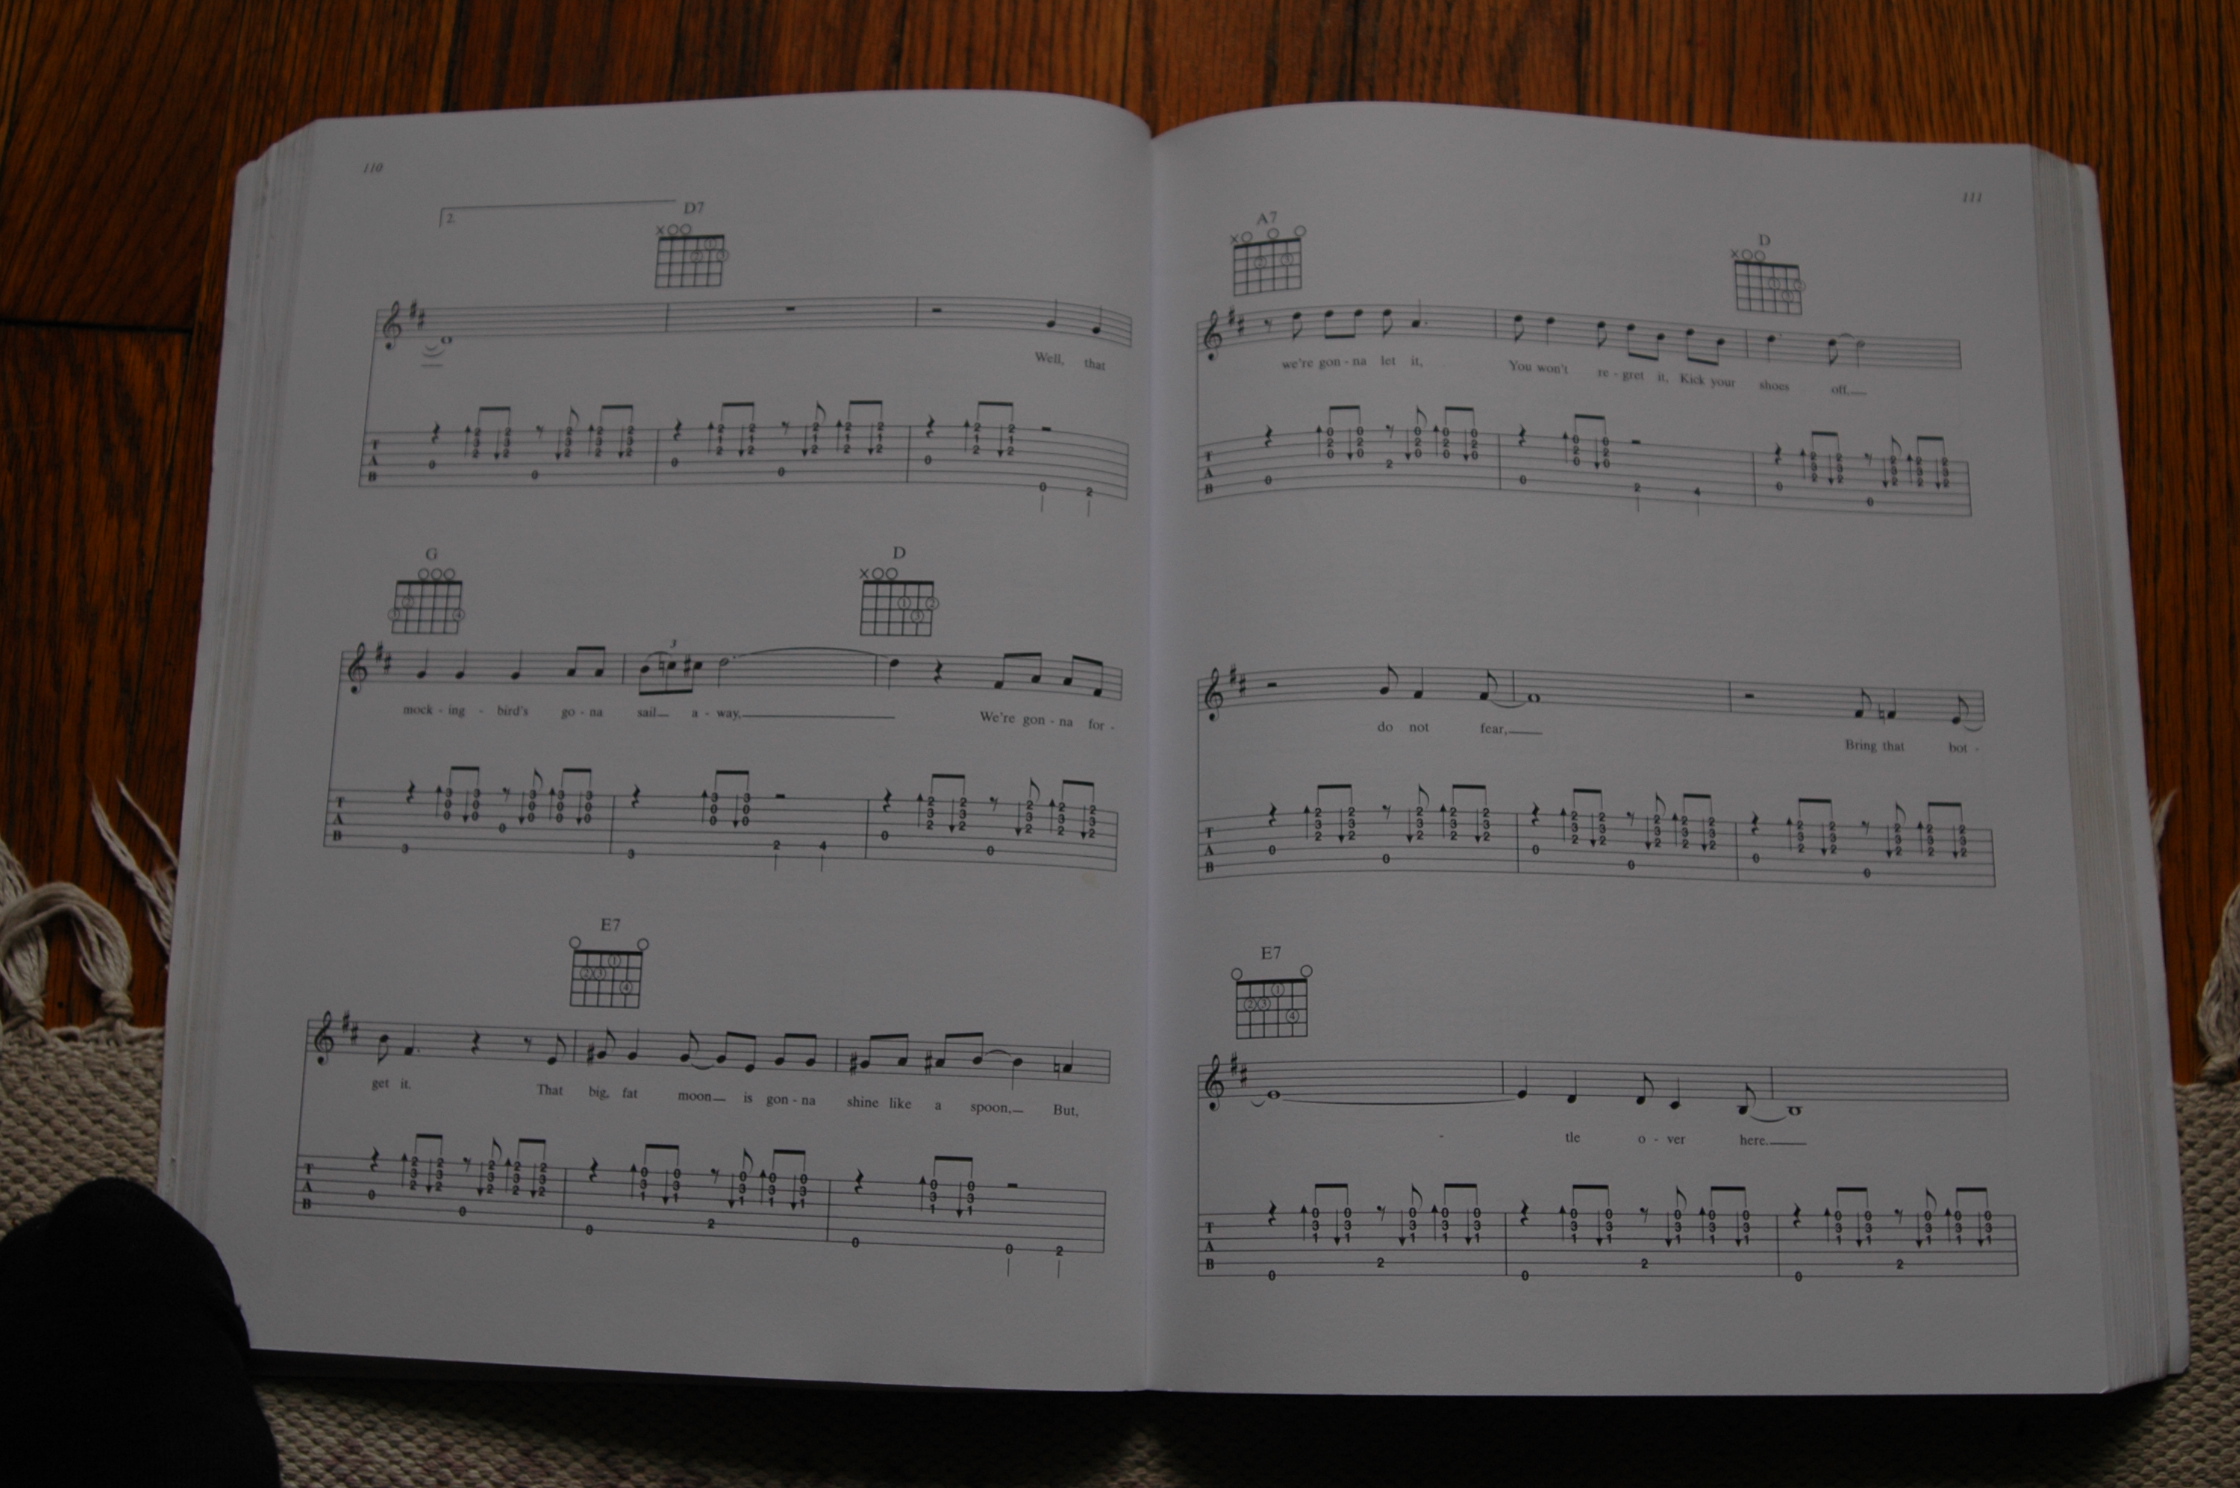 110
2.
D7
Well, that
T
A
B
G D
mock - ing - bird's go - na sail a - way, We're gon - na for -
T
A
B
E7
get it. That big, fat moon is gon - na shine like a spoon, But,
T
A
B
111
A7 D
we're gon - na let it, You won't re - gret it, Kick your shoes off,
T
A
B
do not fear, Bring that bot -
T
A
B
E7
- tle o - ver here.
T
A
B